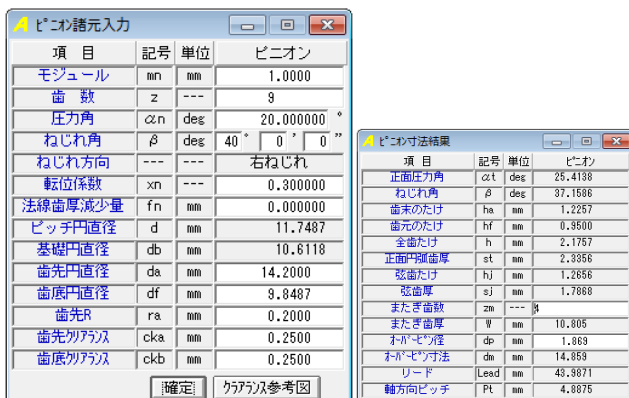 ﾋﾟﾆｵﾝ諸元入力
項 目 記号 単位 ピニオン
モジュール mn mm 1.0000
歯 数 z --- 9
圧力角 αn deg 20.000000 °
ねじれ角 β deg 40 ° 0 ' 0 "
ねじれ方向 --- --- 右ねじれ
転位係数 xn --- 0.300000
法線歯厚減少量 fn mm 0.000000
ピッチ円直径 d mm 11.7487
基礎円直径 db mm 10.6118
歯先円直径 da mm 14.2000
歯底円直径 df mm 9.8487
歯先R ra mm 0.2000
歯先ｸﾘｱﾗﾝｽ cka mm 0.2500
歯底ｸﾘｱﾗﾝｽ ckb mm 0.2500
確定 ｸﾘｱﾗﾝｽ参考図
ﾋﾟﾆｵﾝ寸法結果
項 目 記号 単位 ﾋﾟﾆｵﾝ
正面圧力角 αt deg 25.4138
ねじれ角 β deg 37.1586
歯末のたけ ha mm 1.2257
歯元のたけ hf mm 0.9500
全歯たけ h mm 2.1757
正面円弧歯厚 st mm 2.3356
弦歯たけ hj mm 1.2656
弦歯厚 sj mm 1.7868
またぎ歯数 zm ---
またぎ歯厚 W mm 10.805
ｵｰﾊﾞｰﾋﾟﾝ径 dp mm 1.869
ｵｰﾊﾞｰﾋﾟﾝ寸法 dm mm 14.859
リード Lead mm 43.9871
軸方向ピッチ Pt mm 4.8875